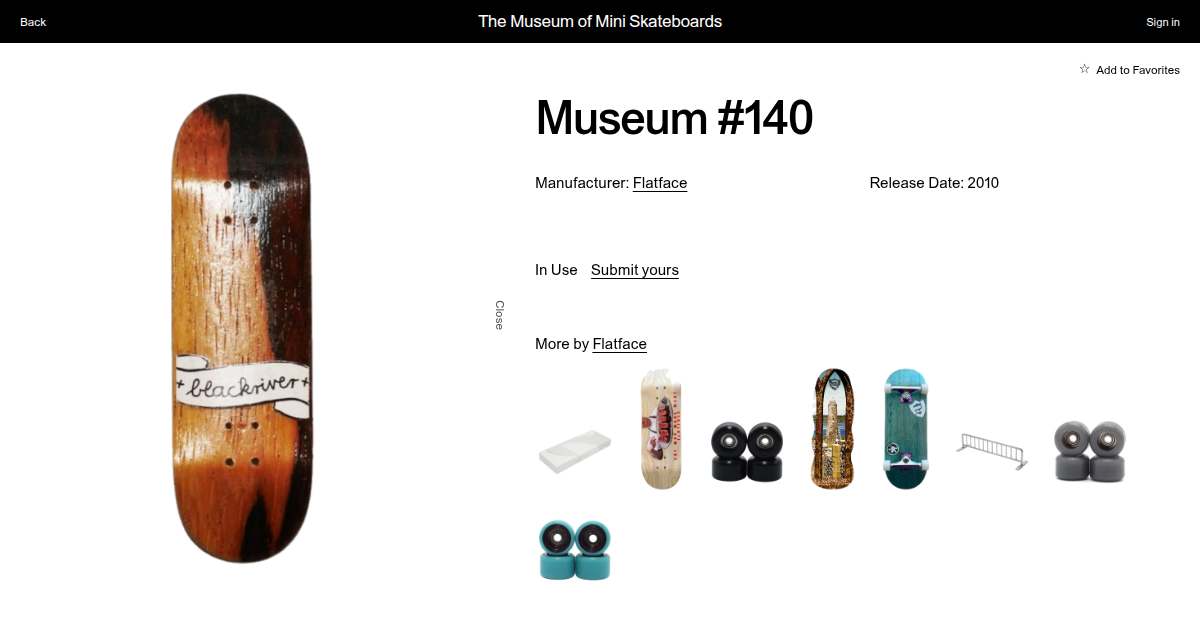 Back
The Museum of Mini Skateboards
Sign in
☆ Add to Favorites
Museum #140
Manufacturer: Flatface
Release Date: 2010
In Use
Submit yours
Close
More by Flatface
+ blackriver +